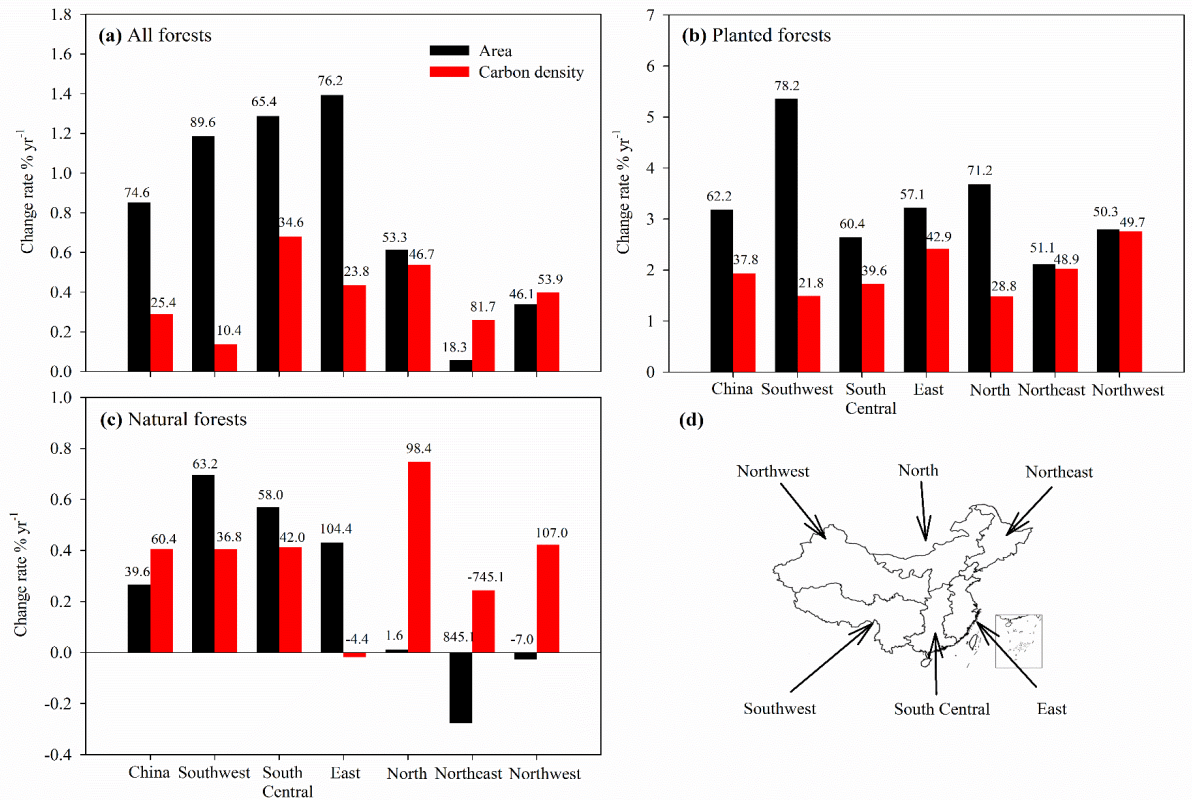 (a) All forests
Area
Carbon density
Change rate % yr-1
1.8
1.6
1.4
1.2
1.0
0.8
0.6
0.4
0.2
0.0
74.6
25.4
89.6
10.4
65.4
34.6
76.2
23.8
53.3
46.7
18.3
81.7
46.1
53.9
(b) Planted forests
Change rate % yr-1
7
6
5
4
3
2
1
0
62.2
37.8
78.2
21.8
60.4
39.6
57.1
42.9
71.2
28.8
51.1
48.9
50.3
49.7
China
Southwest
South
Central
East
North
Northeast
Northwest
(c) Natural forests
Change rate % yr-1
1.0
0.8
0.6
0.4
0.2
0.0
-0.2
-0.4
39.6
60.4
63.2
36.8
58.0
42.0
104.4
-4.4
1.6
98.4
845.1
-745.1
-7.0
107.0
China
Southwest
South
Central
East
North
Northeast
Northwest
(d)
Northwest
North
Northeast
Southwest
South Central
East